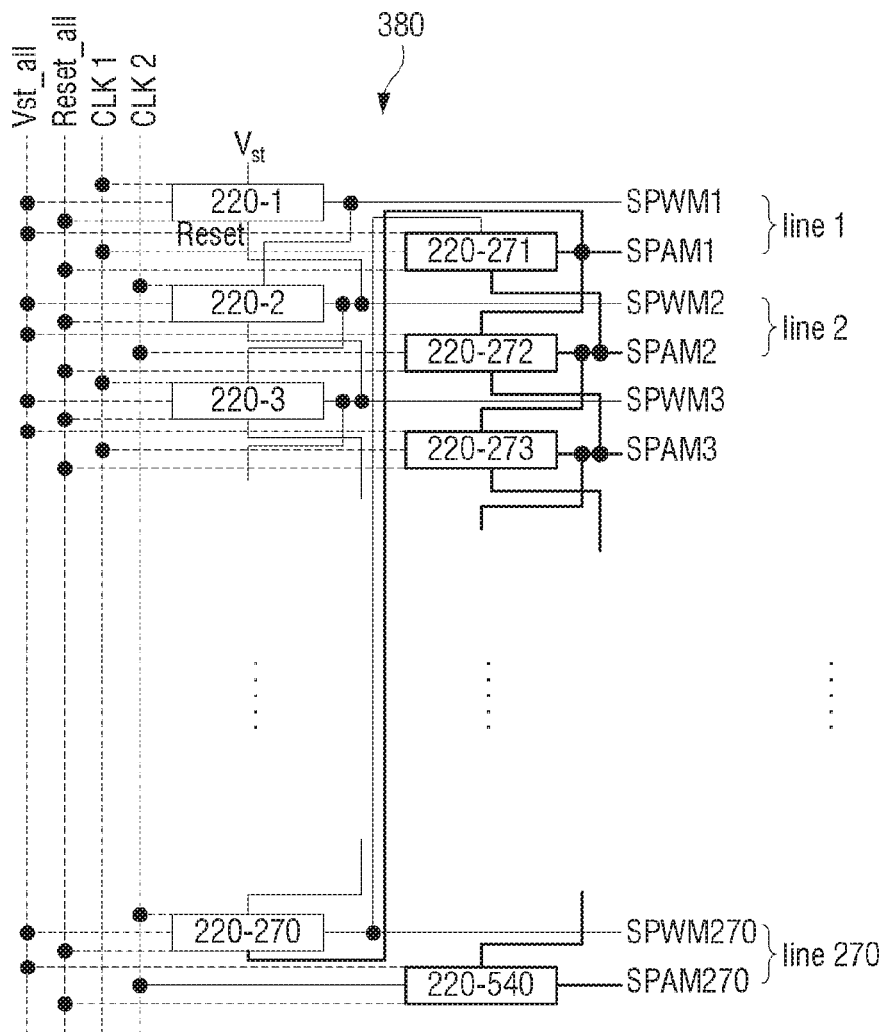 380
Vst_all
Reset_all
CLK 1
CLK 2
Vst
220-1
SPWM1
line 1
Reset
220-271
SPAM1
220-2
SPWM2
line 2
220-272
SPAM2
220-3
SPWM3
220-273
SPAM3
220-270
SPWM270
line 270
220-540
SPAM270